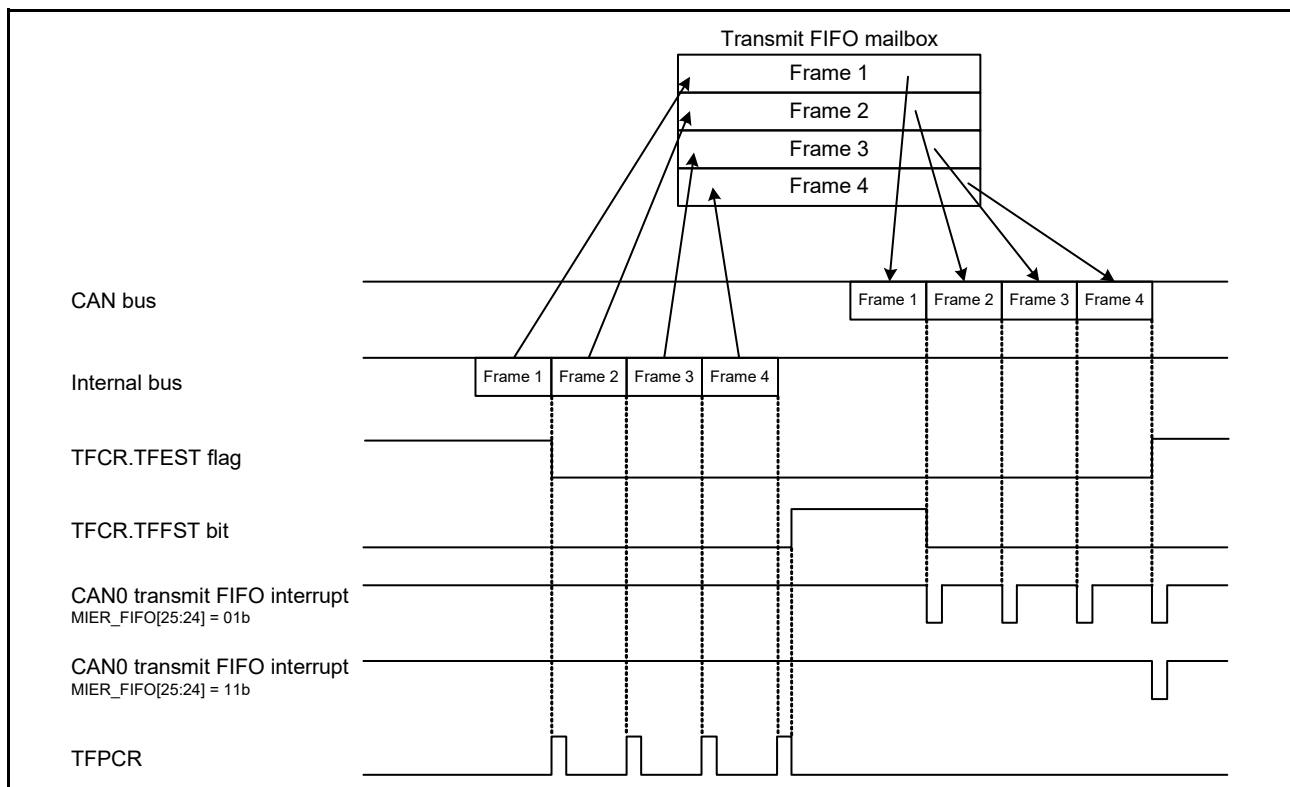 Transmit FIFO mailbox
Frame 1
Frame 2
Frame 3
Frame 4
CAN bus
Frame 1 Frame 2 Frame 3 Frame 4
Internal bus
Frame 1 Frame 2 Frame 3 Frame 4
TFCR.TFEST flag
TFCR.TFFST bit
CAN0 transmit FIFO interrupt
MIER_FIFO[25:24] = 01b
CAN0 transmit FIFO interrupt
MIER_FIFO[25:24] = 11b
TFPCR